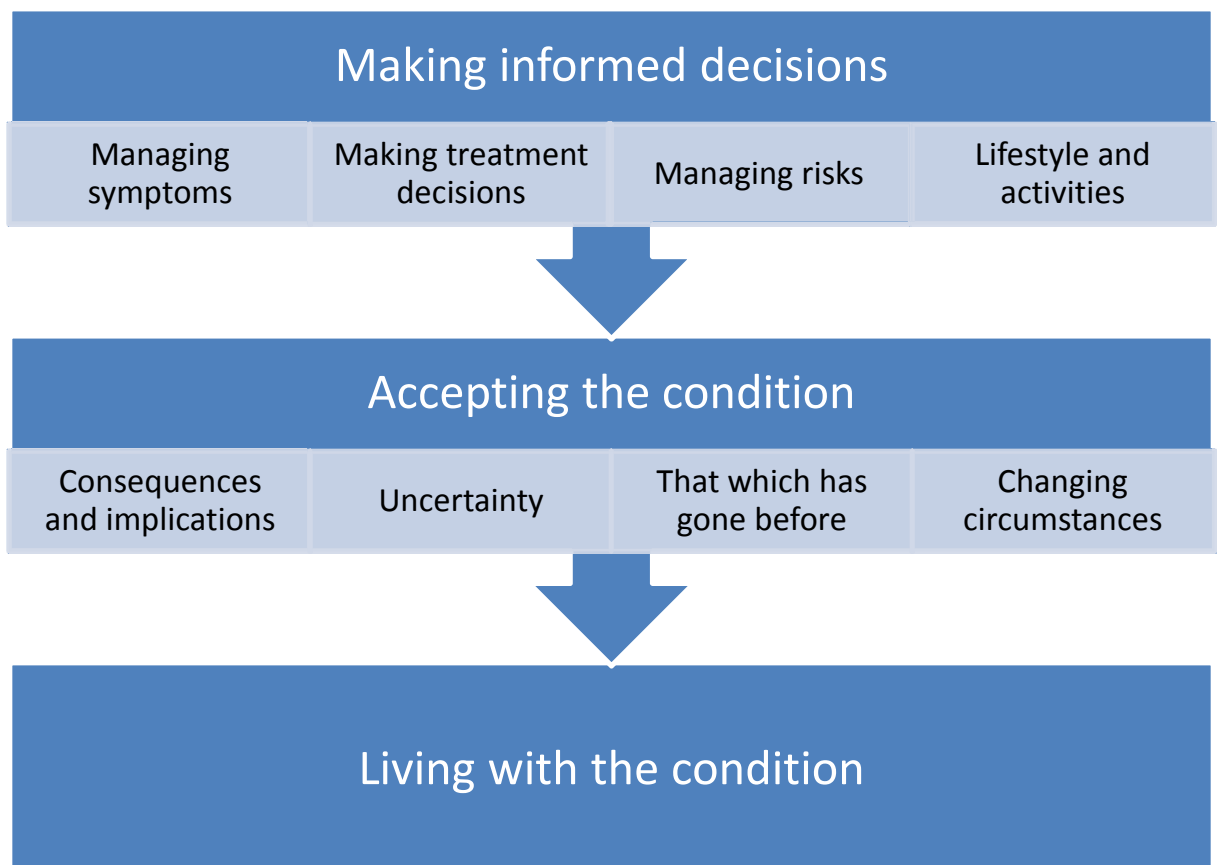 Making informed decisions
Managing
symptoms
Making treatment
decisions
Managing risks
Lifestyle and
activities
Accepting the condition
Consequences
and implications
Uncertainty
That which has
gone before
Changing
circumstances
Living with the condition